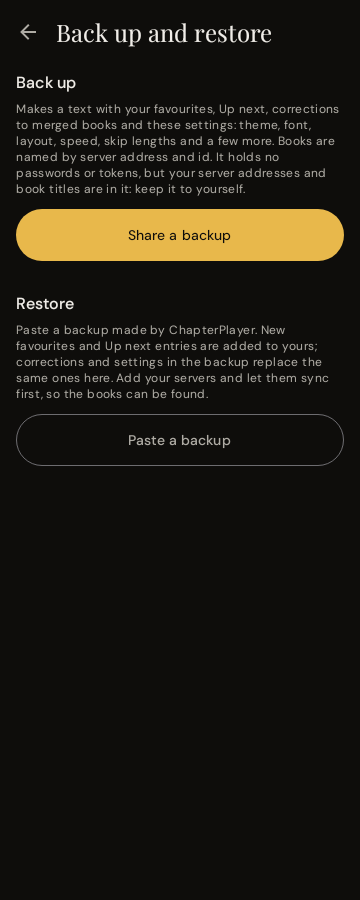 Back up and restore
Back up
Makes a text with your favourites, Up next, corrections
to merged books and these settings: theme, font,
layout, speed, skip lengths and a few more. Books are
named by server address and id. It holds no
passwords or tokens, but your server addresses and
book titles are in it: keep it to yourself.
Share a backup
Restore
Paste a backup made by ChapterPlayer. New
favourites and Up next entries are added to yours;
corrections and settings in the backup replace the
same ones here. Add your servers and let them sync
first, so the books can be found.
Paste a backup